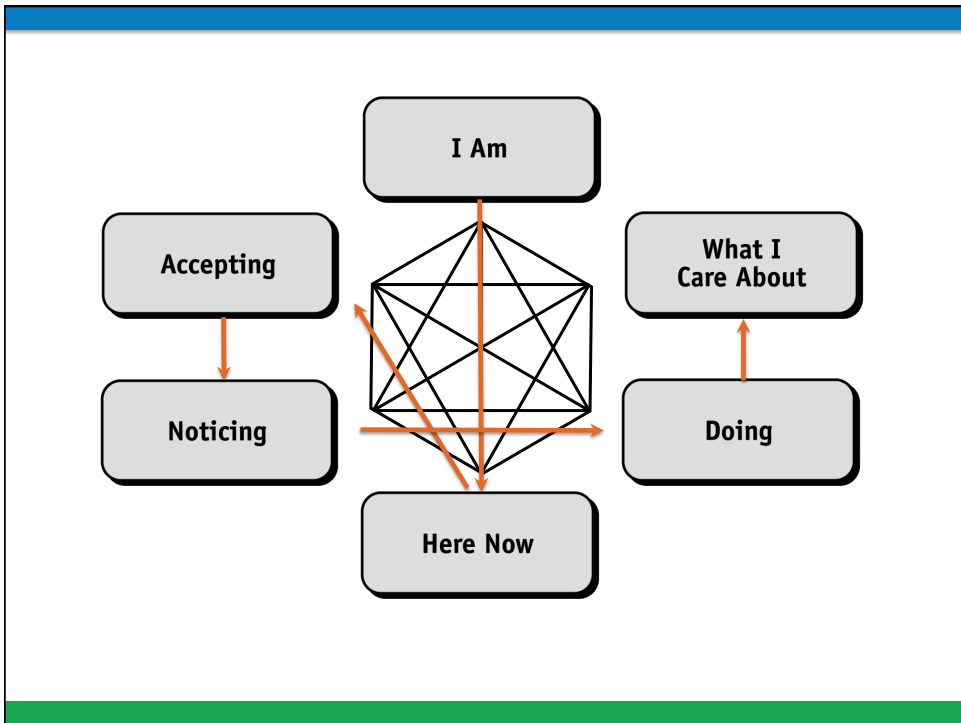 I Am
Accepting
What I
Care About
Noticing
Doing
Here Now